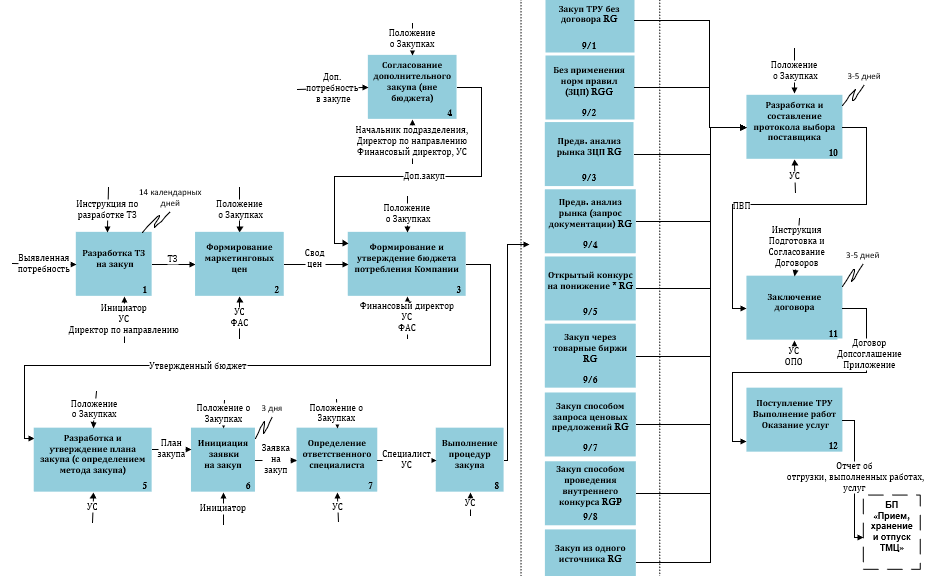 Положение
о Закупках
Доп.
потребность
в закупе
Согласование
дополнительного
закупа (вне
бюджета)
4
Начальник подразделения,
Директор по направлению
Финансовый директор, УС
Доп.закуп
14 календарных
дней
Инструкция по
разработке ТЗ
Положение
о Закупках
Положение
о Закупках
Выявленная
потребность
Разработка ТЗ
на закуп
1
ТЗ
Формирование
маркетинговых
цен
2
Свод
цен
Формирование и
утверждение бюджета
потребления Компании
3
Инициатор
УС
Директор по направлению
УС
ФАС
Финансовый директор
УС
ФАС
Утвержденный бюджет
Положение
о Закупках
Положение о
Закупках
3 дня
Положение о
Закупках
Разработка и
утверждение плана
закупа (с определением
метода закупа)
5
План
закупа
Инициация
заявки
на закуп
6
Заявка
на
закуп
Определение
ответственного
специалиста
7
Специалист
УС
Выполнение
процедур
закупа
8
УС
Инициатор
УС
УС
Закуп ТРУ без
договора RG
9/1
Без применения
норм правил
(ЗЦП) RGG
9/2
Предв. анализ
рынка ЗЦП RG
9/3
Предв. анализ
рынка (запрос
документации) RG
9/4
Открытый конкурс
на понижение * RG
9/5
Закуп через
товарные биржи
RG
9/6
Закуп способом
запроса ценовых
предложений RG
9/7
Закуп способом
проведения
внутреннего
конкурса RGP
9/8
Закуп из одного
источника RG
Положение
о Закупках
3-5 дней
Разработка и
составление
протокола выбора
поставщика
10
УС
ПВП
Инструкция
Подготовка и
Согласование
Договоров
3-5 дней
Заключение
договора
11
УС
ОПО
Договор
Допсоглашение
Приложение
Поступление ТРУ
Выполнение работ
Оказание услуг
12
Отчет об
отгрузки, выполненных работах,
услуг
БП
«Прием,
хранение
и отпуск
ТМЦ»